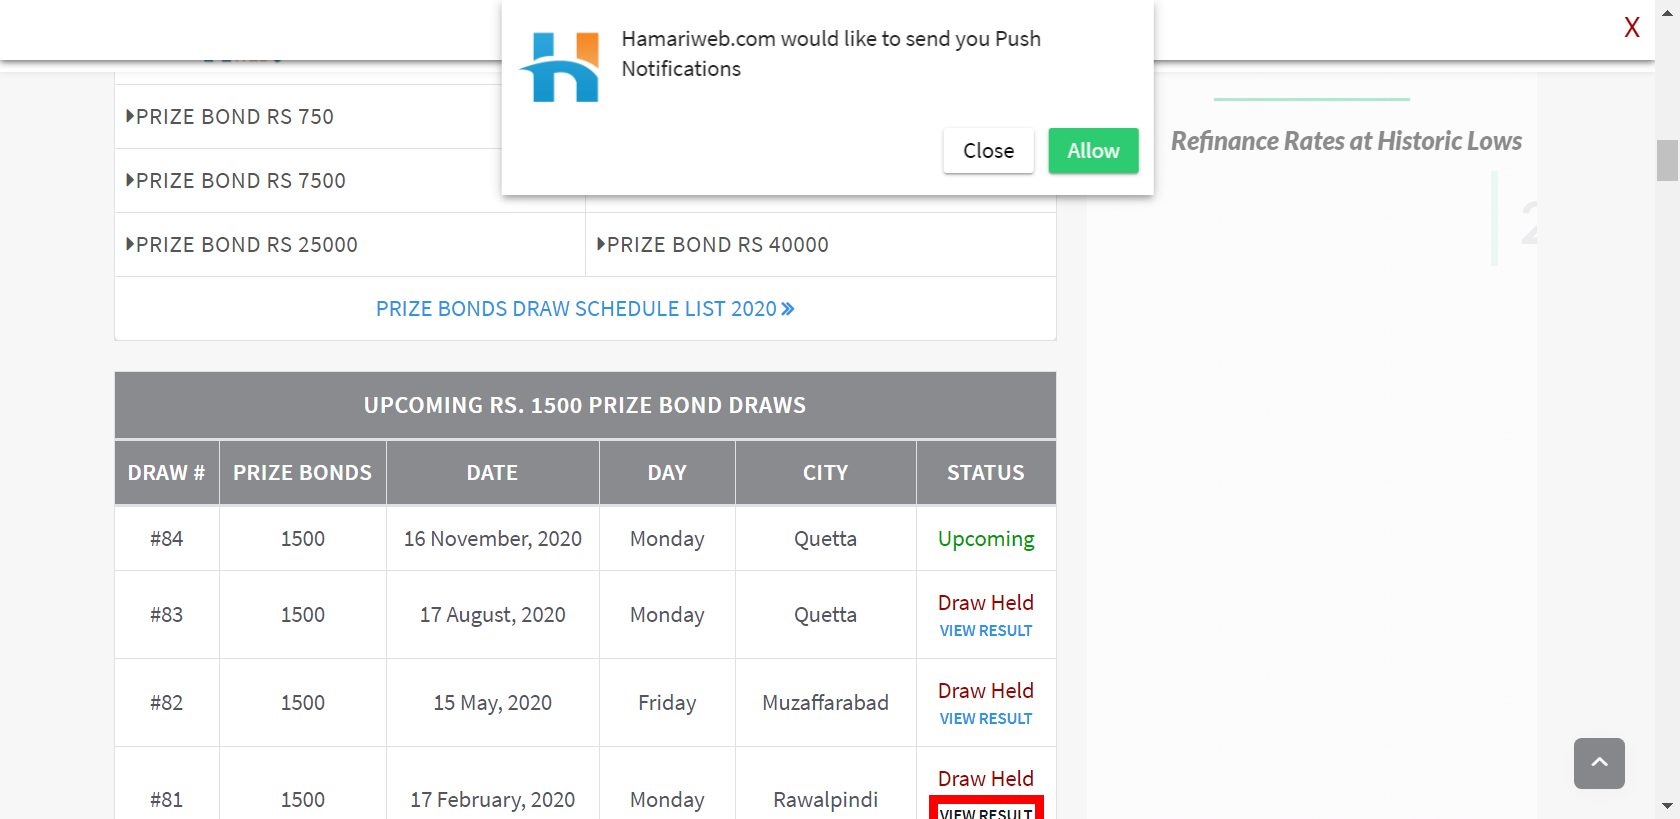 Hamariweb.com would like to send you Push
Notifications
Close
Allow
X
PRIZE BOND RS 750
PRIZE BOND RS 7500
PRIZE BOND RS 25000
PRIZE BOND RS 40000
PRIZE BONDS DRAW SCHEDULE LIST 2020
Refinance Rates at Historic Lows
2
UPCOMING RS. 1500 PRIZE BOND DRAWS
DRAW # PRIZE BONDS DATE DAY CITY STATUS
#84 1500 16 November, 2020 Monday Quetta Upcoming
#83 1500 17 August, 2020 Monday Quetta Draw Held
VIEW RESULT
#82 1500 15 May, 2020 Friday Muzaffarabad Draw Held
VIEW RESULT
#81 1500 17 February, 2020 Monday Rawalpindi Draw Held
VIEW RESULT